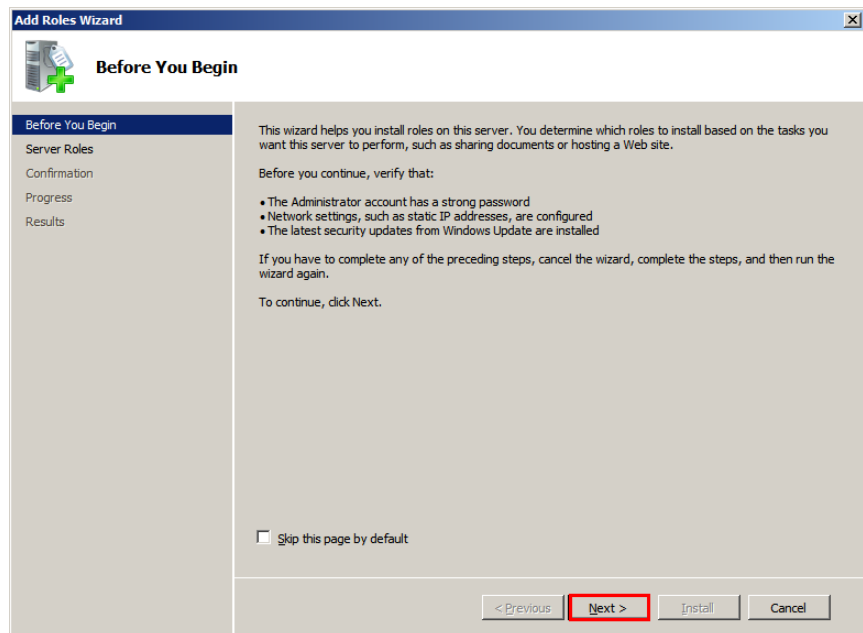 Add Roles Wizard
Before You Begin
Before You Begin
Server Roles
Confirmation
Progress
Results
This wizard helps you install roles on this server. You determine which roles to install based on the tasks you
want this server to perform, such as sharing documents or hosting a Web site.
Before you continue, verify that:
• The Administrator account has a strong password
• Network settings, such as static IP addresses, are configured
• The latest security updates from Windows Update are installed
If you have to complete any of the preceding steps, cancel the wizard, complete the steps, and then run the
wizard again.
To continue, click Next.
Skip this page by default
< Previous Next > Install Cancel